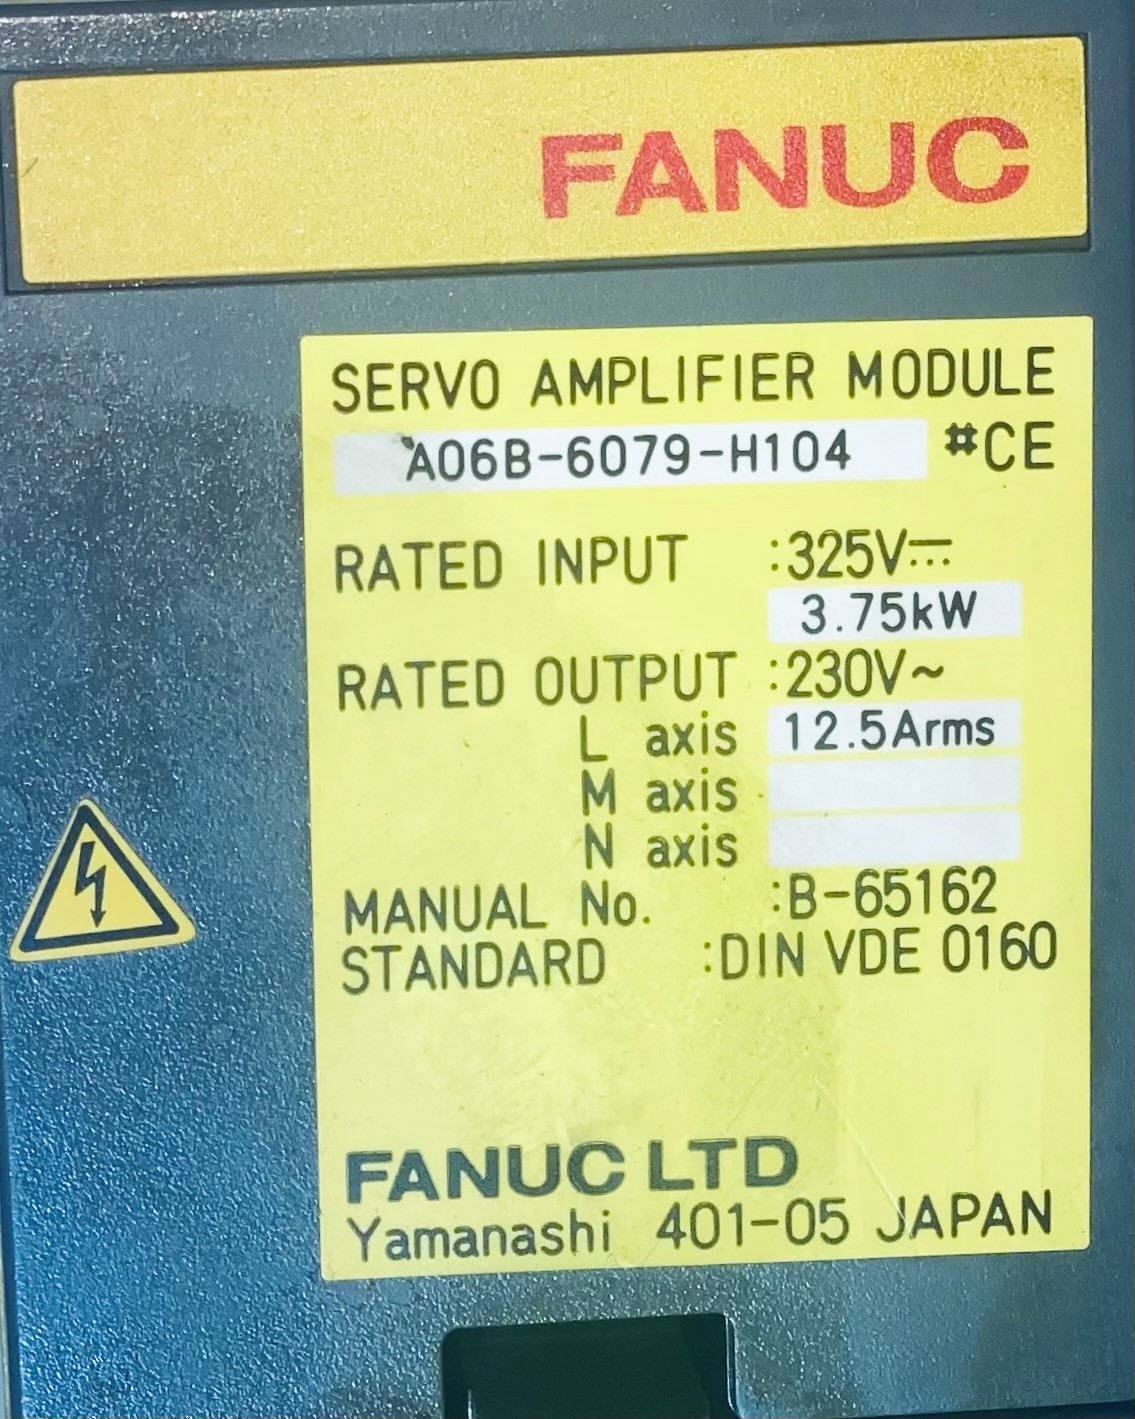 FANUC
SERVO AMPLIFIER MODULE
A06B-6079-H104 #CE
RATED INPUT :325V⎓
3.75kW
RATED OUTPUT :230V~
L axis 12.5Arms
M axis
N axis
MANUAL No. :B-65162
STANDARD :DIN VDE 0160
FANUC LTD
Yamanashi 401-05 JAPAN